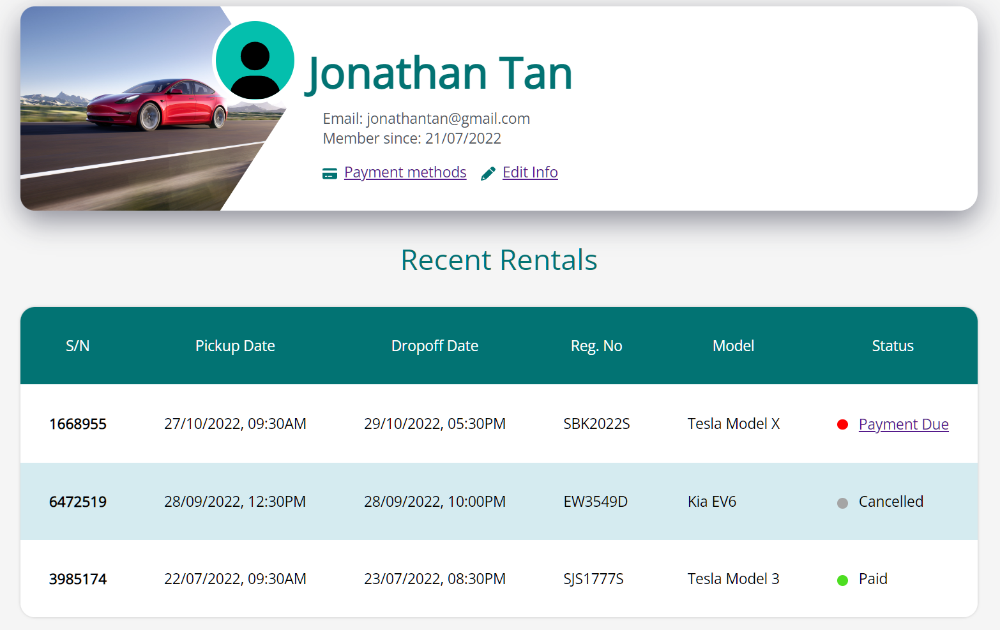 Jonathan Tan
Email: jonathantan@gmail.com
Member since: 21/07/2022
Payment methods Edit Info
Recent Rentals
S/N Pickup Date Dropoff Date Reg. No Model Status
1668955 27/10/2022, 09:30AM 29/10/2022, 05:30PM SBK2022S Tesla Model X Payment Due
6472519 28/09/2022, 12:30PM 28/09/2022, 10:00PM EW3549D Kia EV6 Cancelled
3985174 22/07/2022, 09:30AM 23/07/2022, 08:30PM SJS1777S Tesla Model 3 Paid